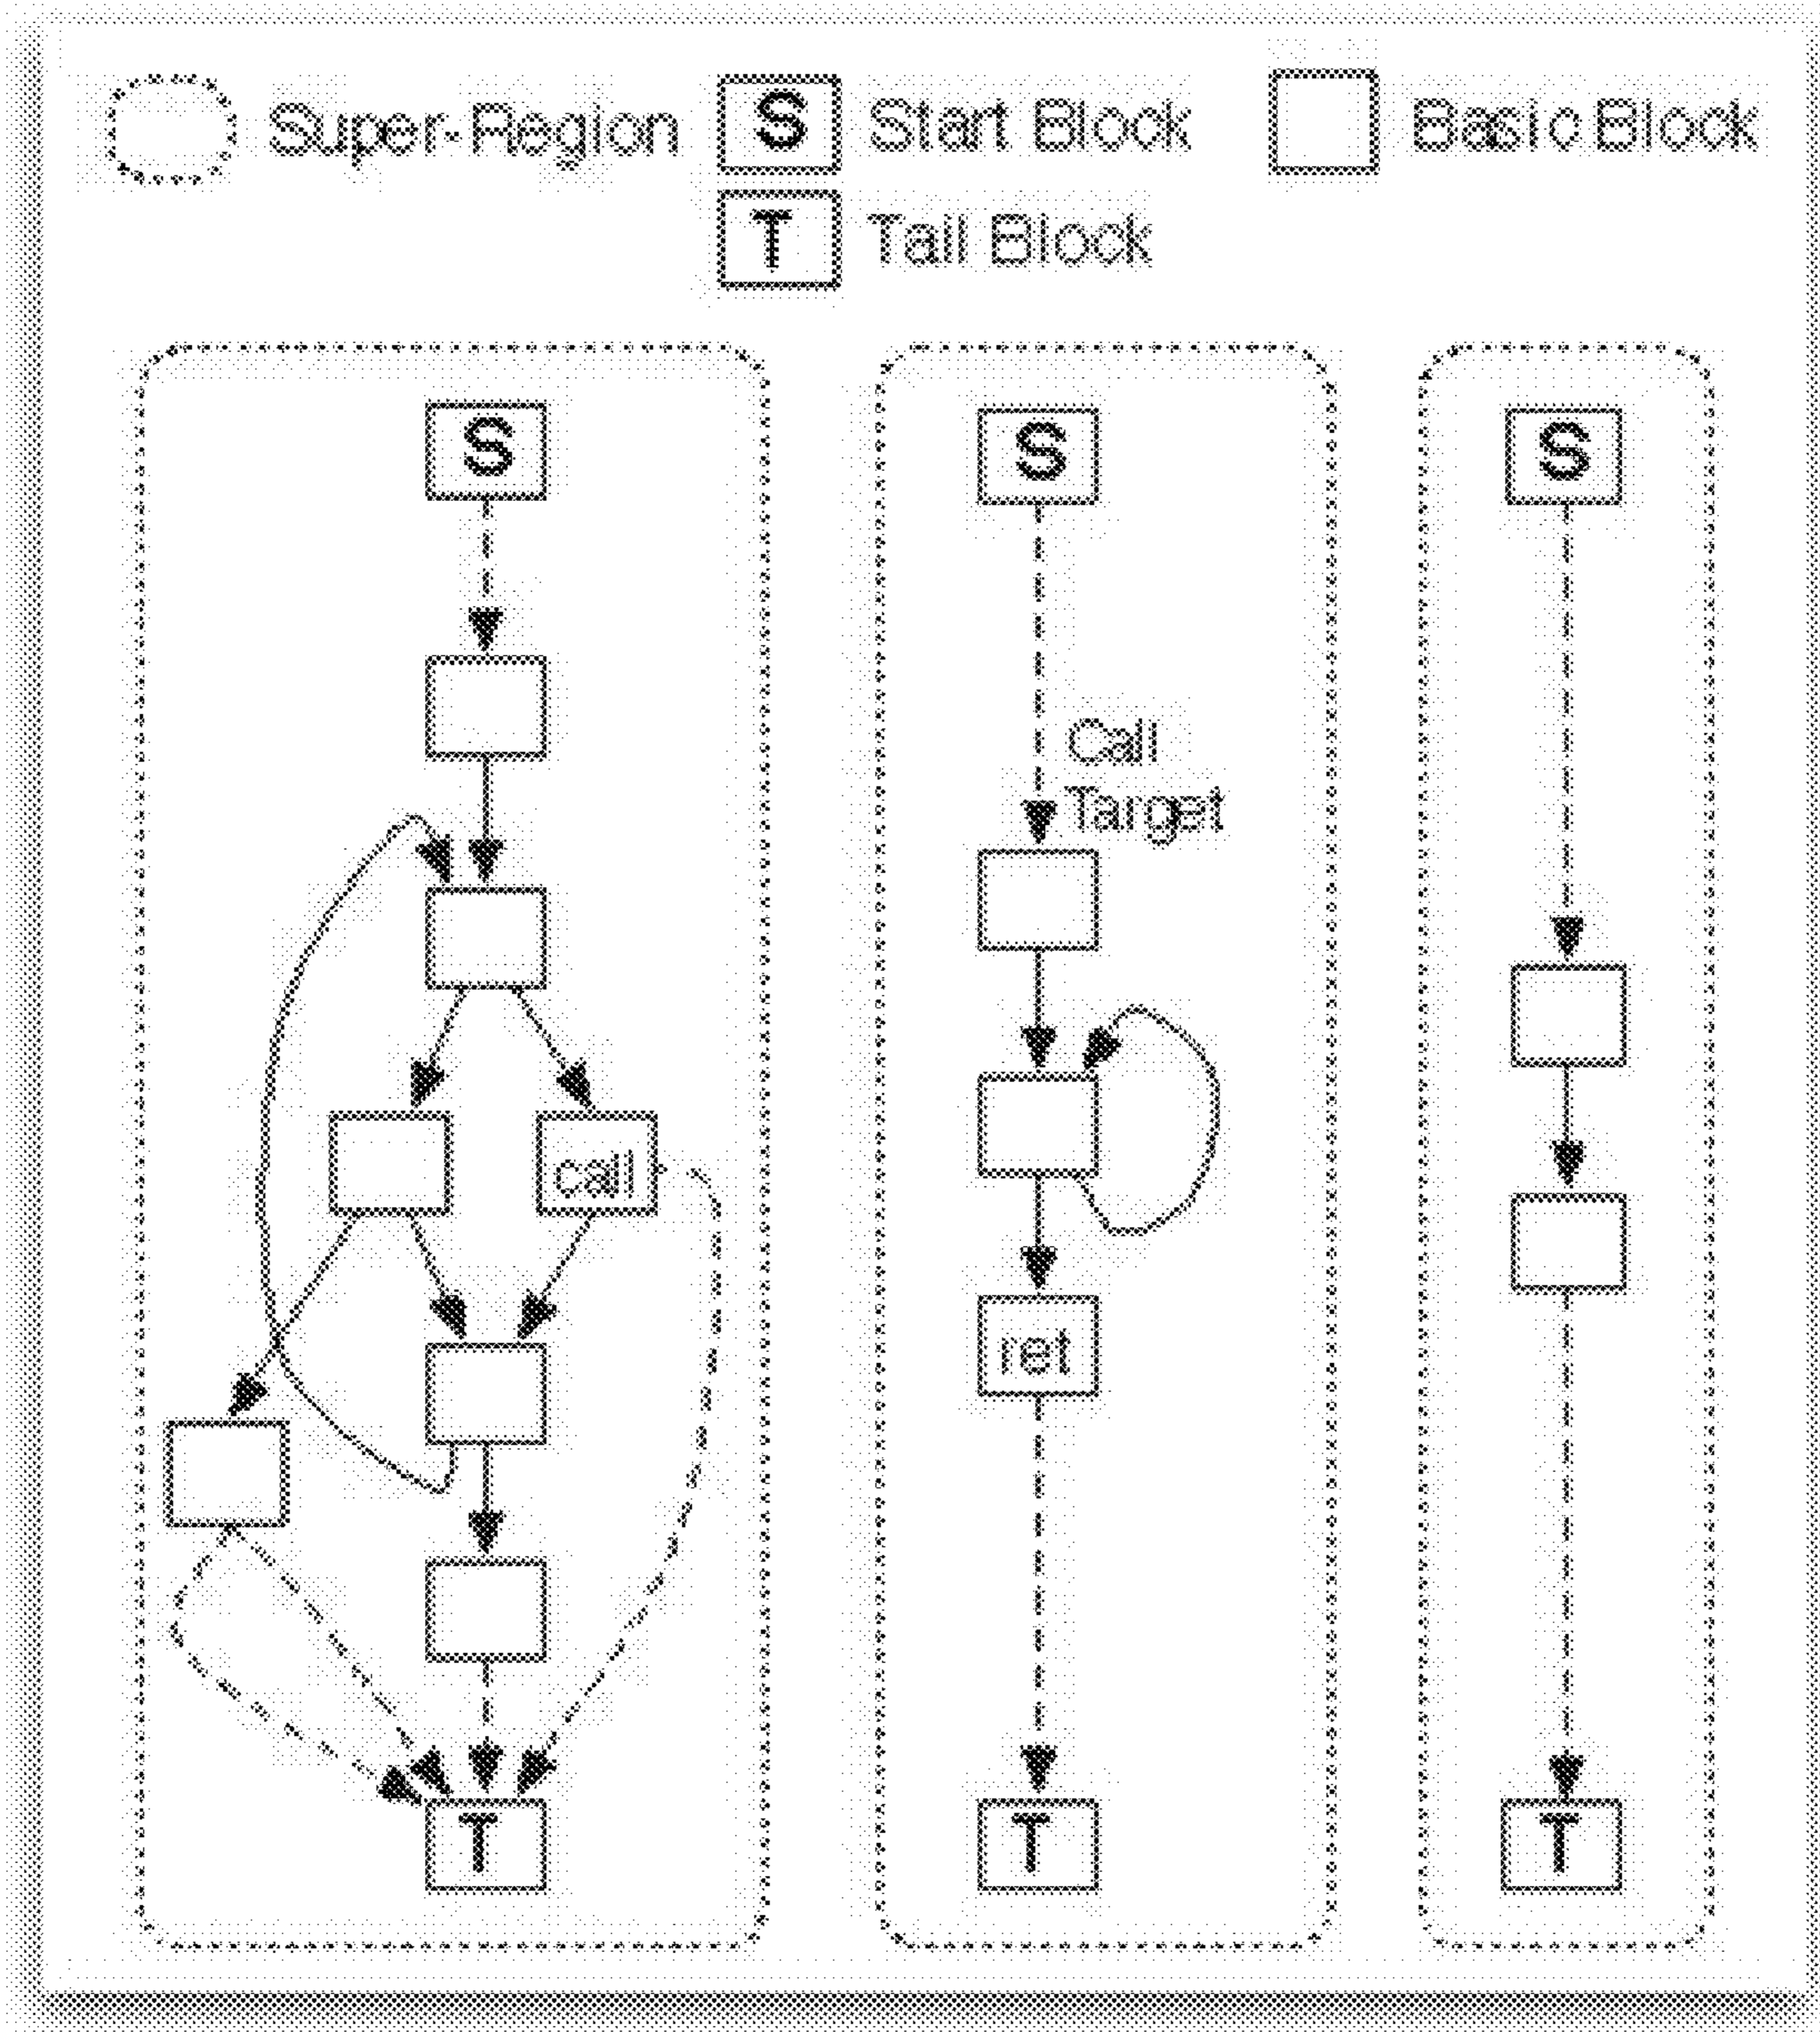 Super-Region
S Start Block
Basic Block
T Tail Block
S
S
S
Call
Target
call
ret
T
T
T